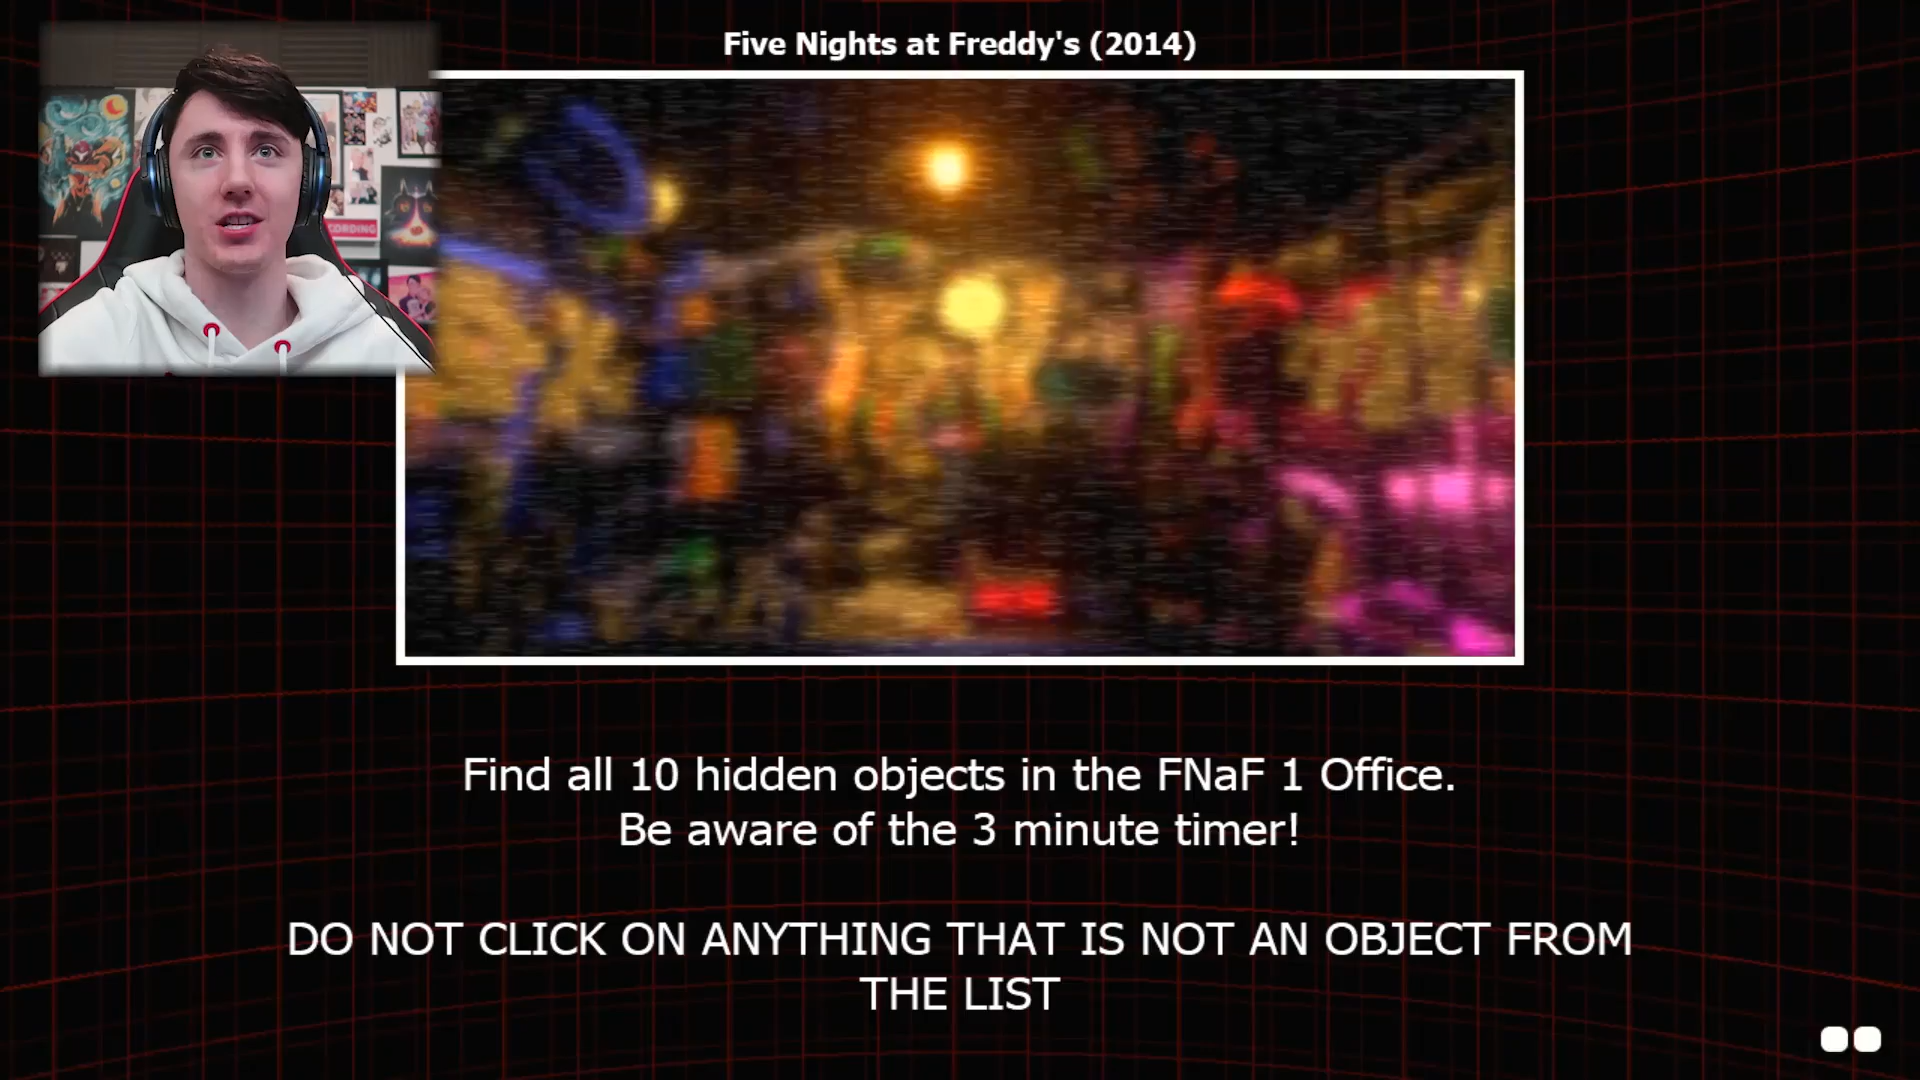 Five Nights at Freddy's (2014)
CORDING
Find all 10 hidden objects in the FNaF 1 Office.
Be aware of the 3 minute timer!
DO NOT CLICK ON ANYTHING THAT IS NOT AN OBJECT FROM
THE LIST